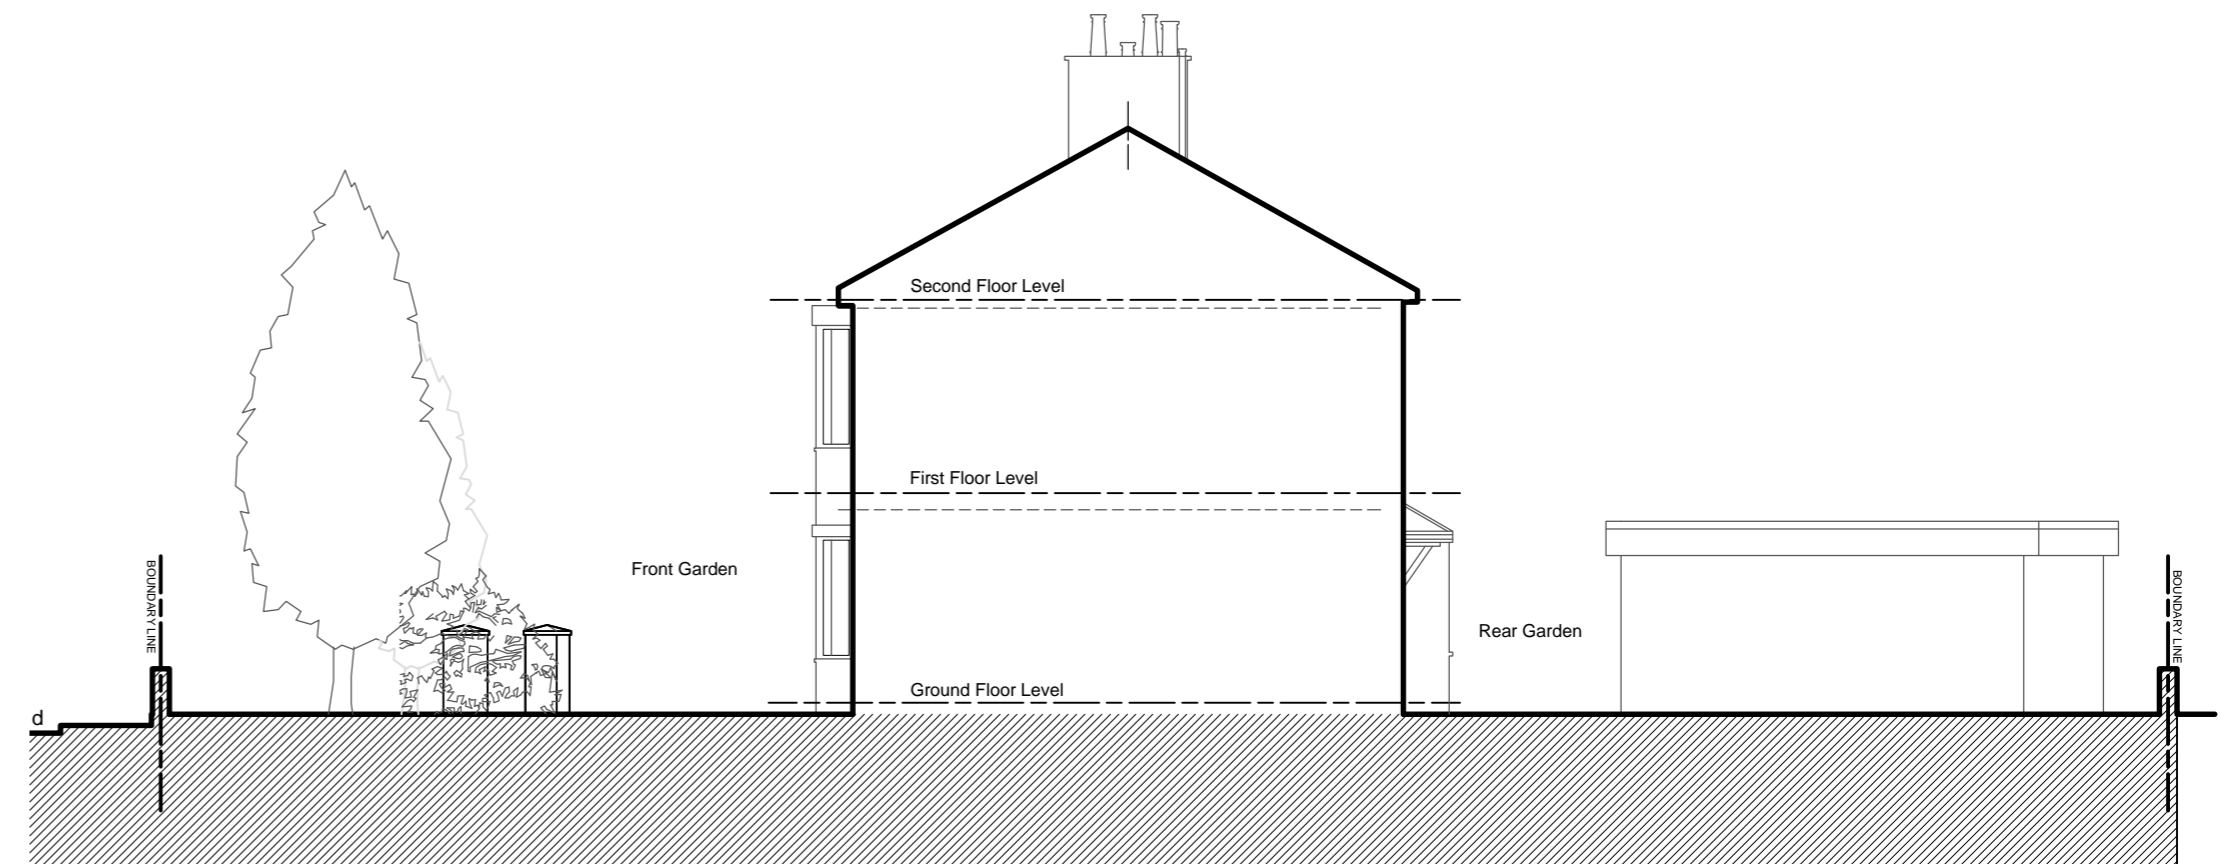 Second Floor Level
First Floor Level
Front Garden
BOUNDARY LINE
BOUNDARY LINE
Rear Garden
Ground Floor Level
d